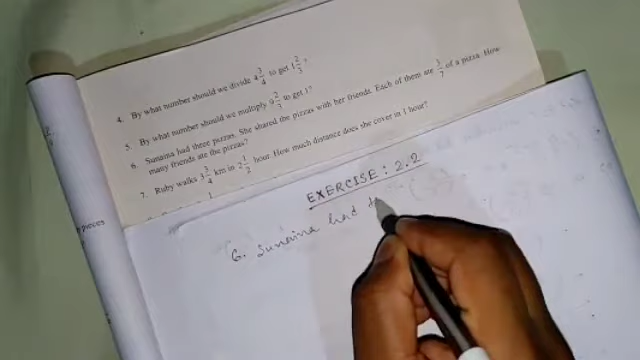 4. By what number should we divide 4 3/4 to get 1 2/3?
5. By what number should we multiply 9 2/3 to get 1?
6. Sunaina had three pizzas. She shared the pizzas with her friends. Each of them ate 3/7 of a pizza. How
many friends ate the pizza?
7. Ruby walks 3 3/4 km in 2 1/2 hour. How much distance does she cover in 1 hour?
pieces
EXERCISE: 2.2
6. Sunaina had